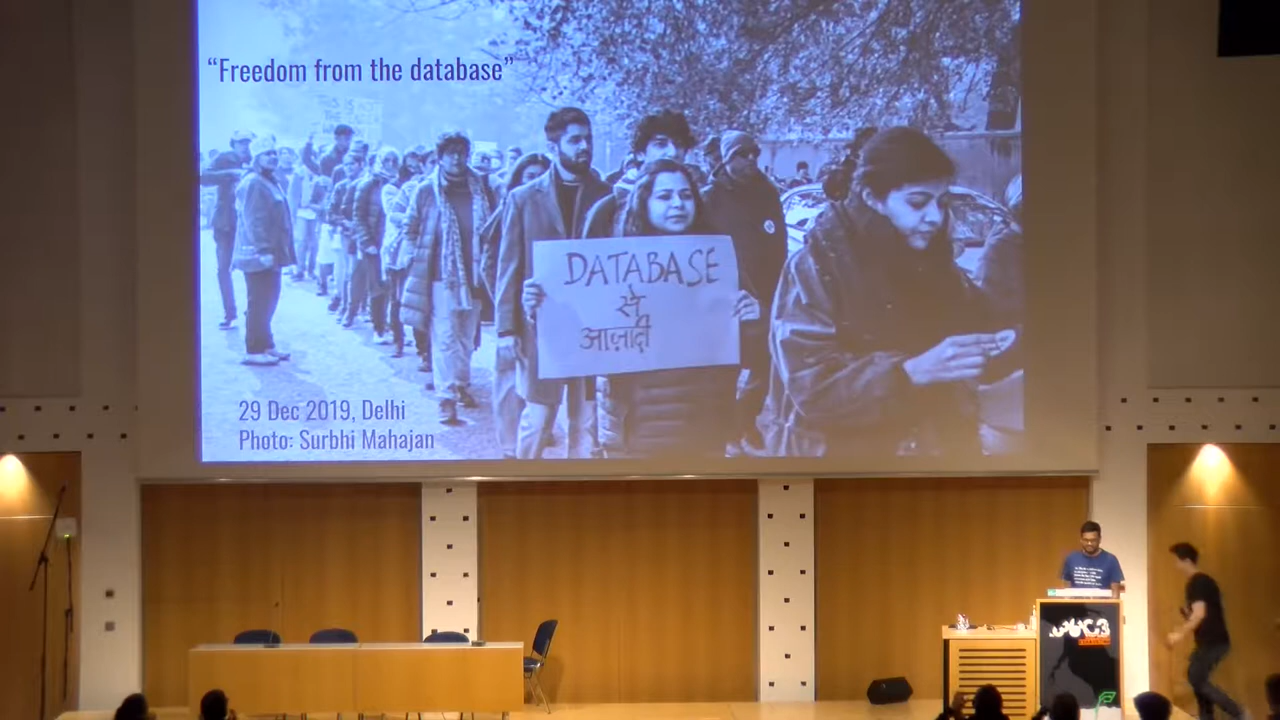 “Freedom from the database”
DATABASE
से
आज़ादी
29 Dec 2019, Delhi
Photo: Surbhi Mahajan